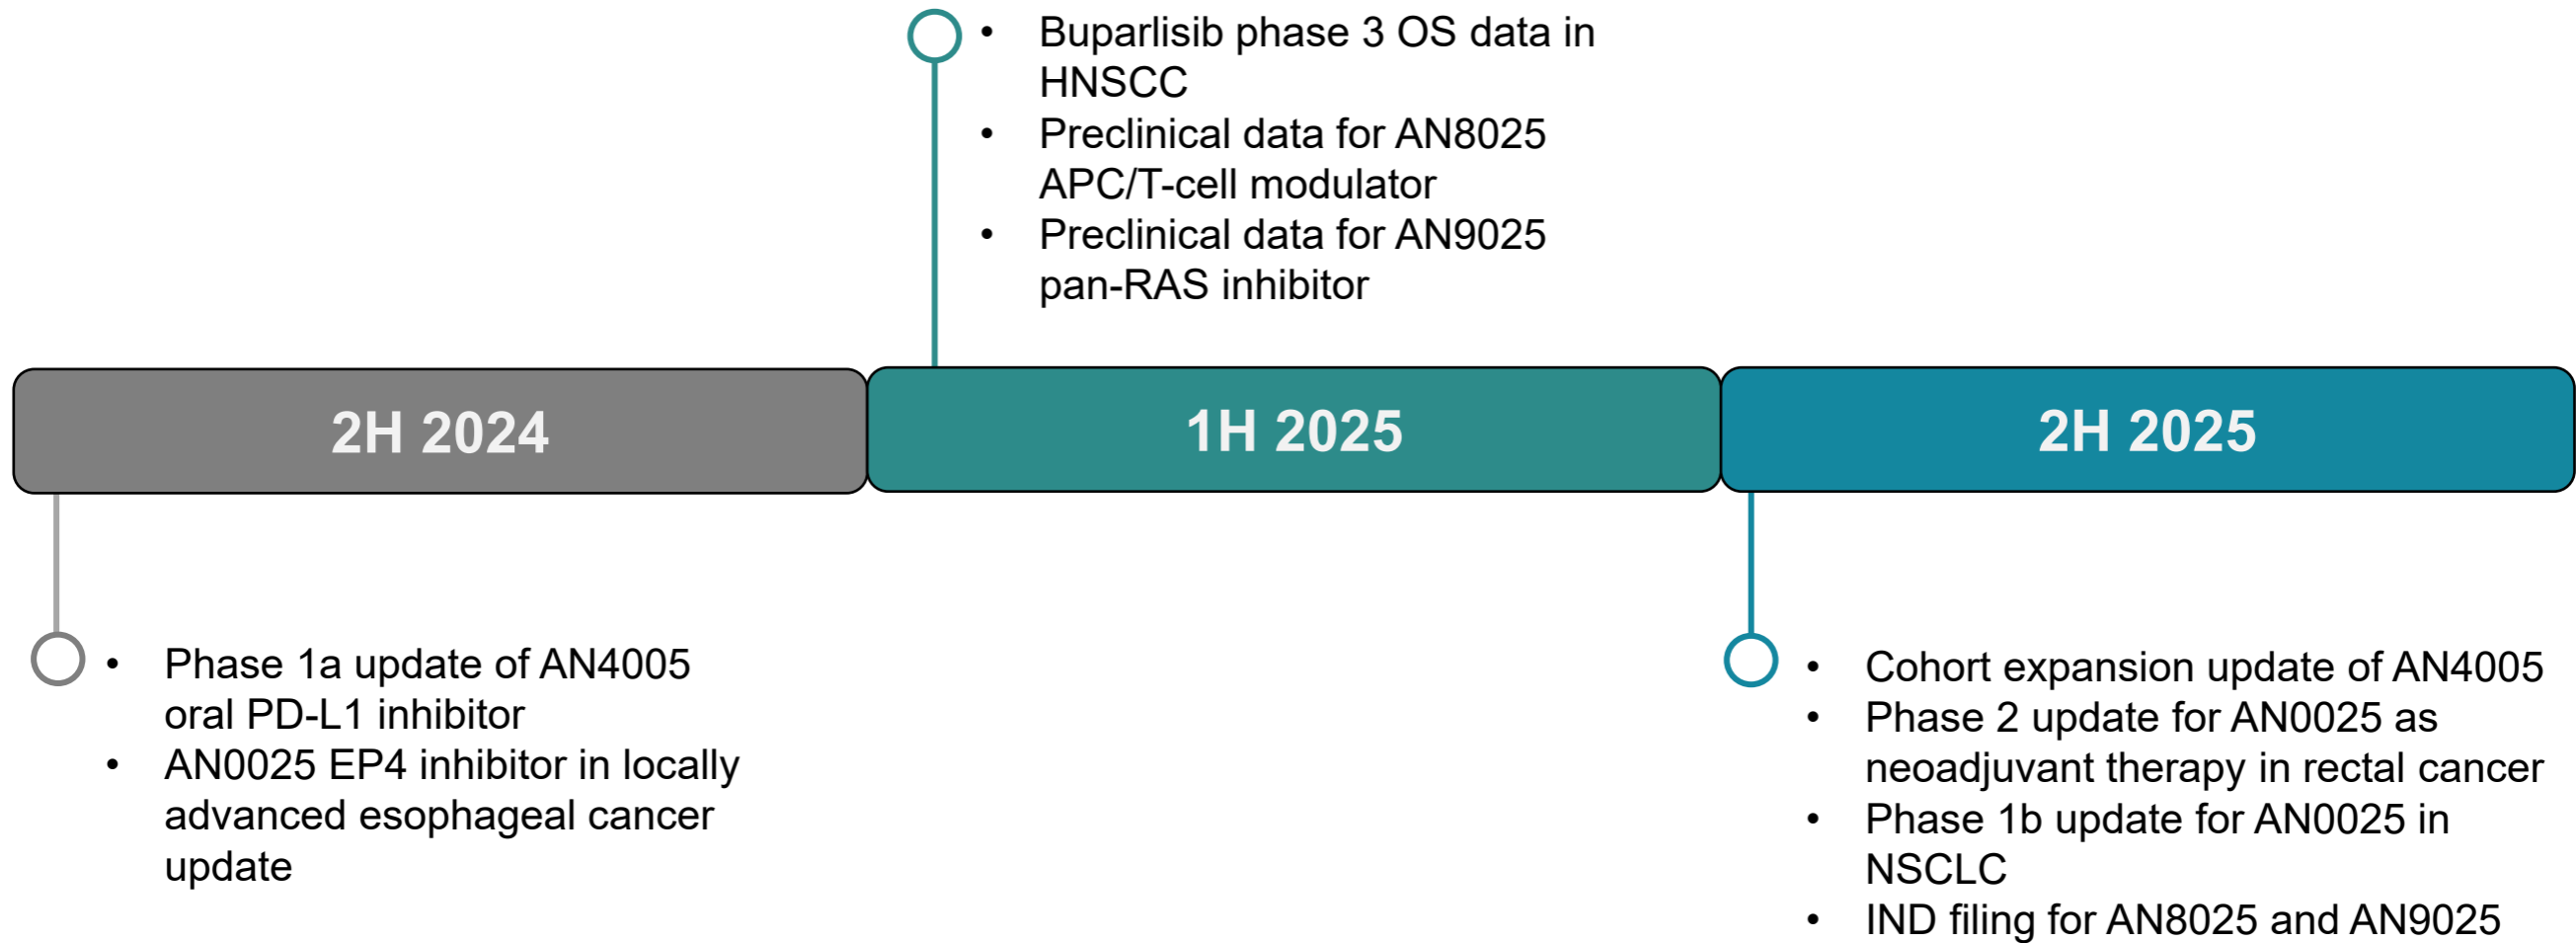 • Buparlisib phase 3 OS data in
HNSCC
• Preclinical data for AN8025
APC/T-cell modulator
• Preclinical data for AN9025
pan-RAS inhibitor
2H 2024
1H 2025
2H 2025
• Phase 1a update of AN4005
oral PD-L1 inhibitor
• AN0025 EP4 inhibitor in locally
advanced esophageal cancer
update
• Cohort expansion update of AN4005
• Phase 2 update for AN0025 as
neoadjuvant therapy in rectal cancer
• Phase 1b update for AN0025 in
NSCLC
• IND filing for AN8025 and AN9025